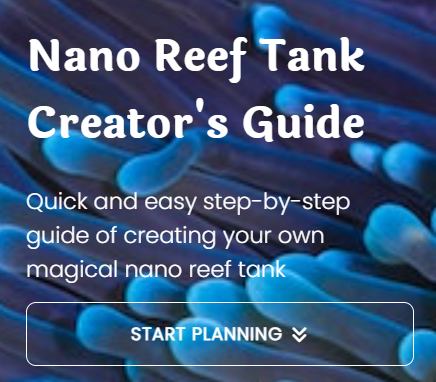 Nano Reef Tank
Creator's Guide
Quick and easy step-by-step
guide of creating your own
magical nano reef tank
START PLANNING